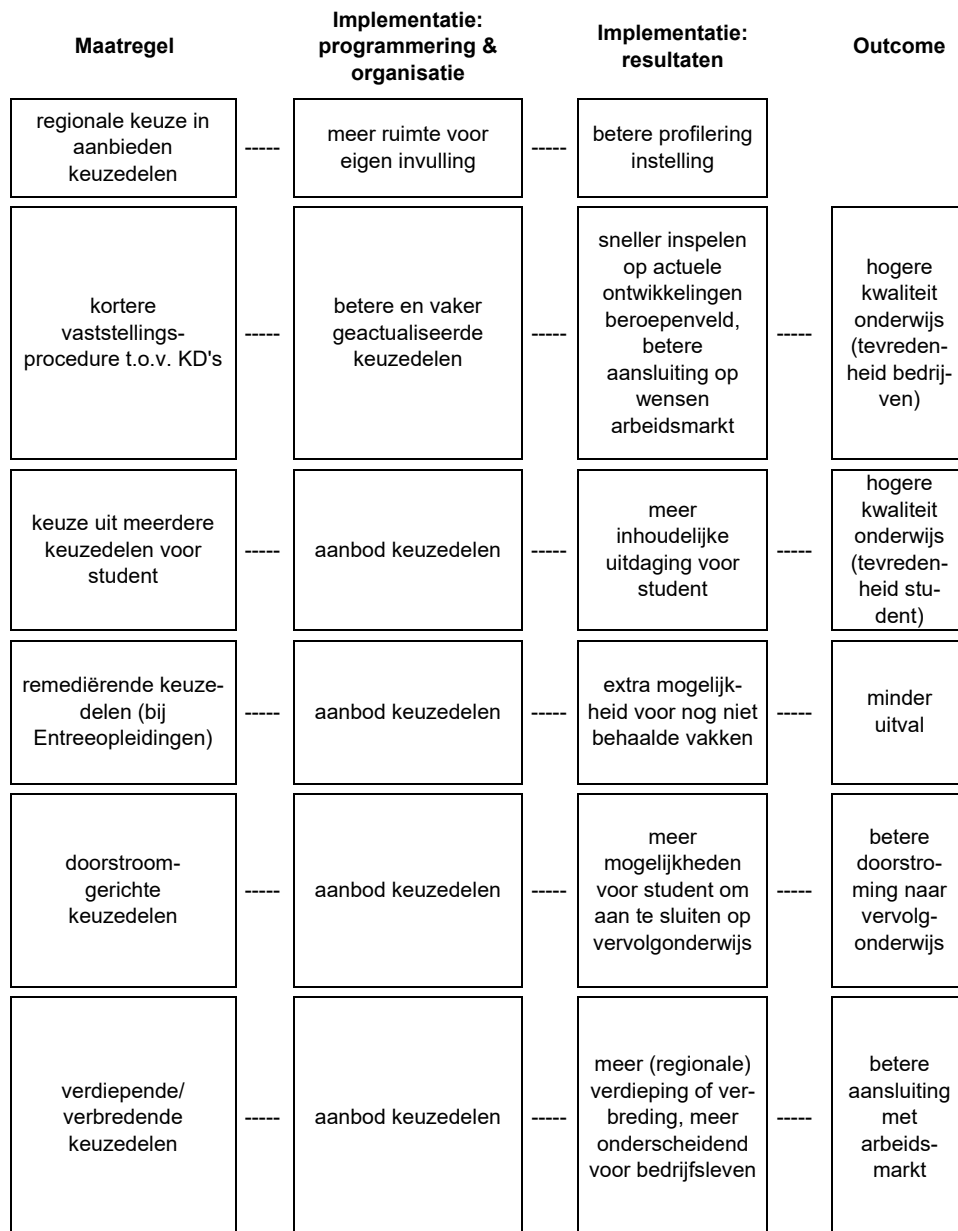 Maatregel
Implementatie:
programmering &
organisatie
Implementatie:
resultaten
Outcome
regionale keuze in
aanbieden
keuzedelen
-----
meer ruimte voor
eigen invulling
-----
betere profilering
instelling
kortere
vaststellings-
procedure t.o.v. KD's
-----
betere en vaker
geactualiseerde
keuzedelen
-----
sneller inspelen
op actuele
ontwikkelingen
beroepenveld,
betere
aansluiting op
wensen
arbeidsmarkt
-----
hogere
kwaliteit
onderwijs
(tevreden-
heid bedrij-
ven)
keuze uit meerdere
keuzedelen voor
student
-----
aanbod keuzedelen
-----
meer
inhoudelijke
uitdaging voor
student
-----
hogere
kwaliteit
onderwijs
(tevreden-
heid stu-
dent)
remediërende keuze-
delen (bij
Entreeopleidingen)
-----
aanbod keuzedelen
-----
extra mogelijk-
heid voor nog niet
behaalde vakken
-----
minder
uitval
doorstroom-
gerichte
keuzedelen
-----
aanbod keuzedelen
-----
meer
mogelijkheden
voor student om
aan te sluiten op
vervolgonderwijs
-----
betere
doorstro-
ming naar
vervolg-
onderwijs
verdiepende/
verbredende
keuzedelen
-----
aanbod keuzedelen
-----
meer (regionale)
verdieping of ver-
breding, meer
onderscheidend
voor bedrijfsleven
-----
betere
aansluiting
met
arbeids-
markt